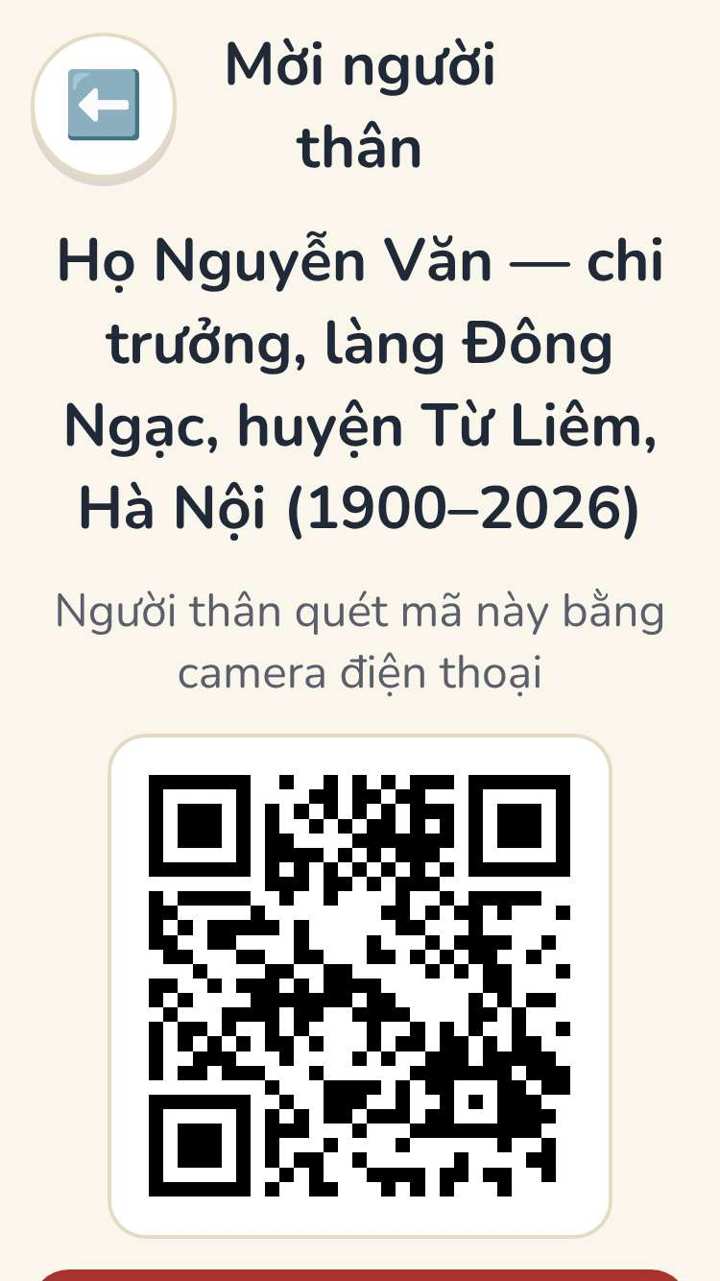 Mời người
thân
Họ Nguyễn Văn — chi
trưởng, làng Đông
Ngạc, huyện Từ Liêm,
Hà Nội (1900–2026)
Người thân quét mã này bằng
camera điện thoại